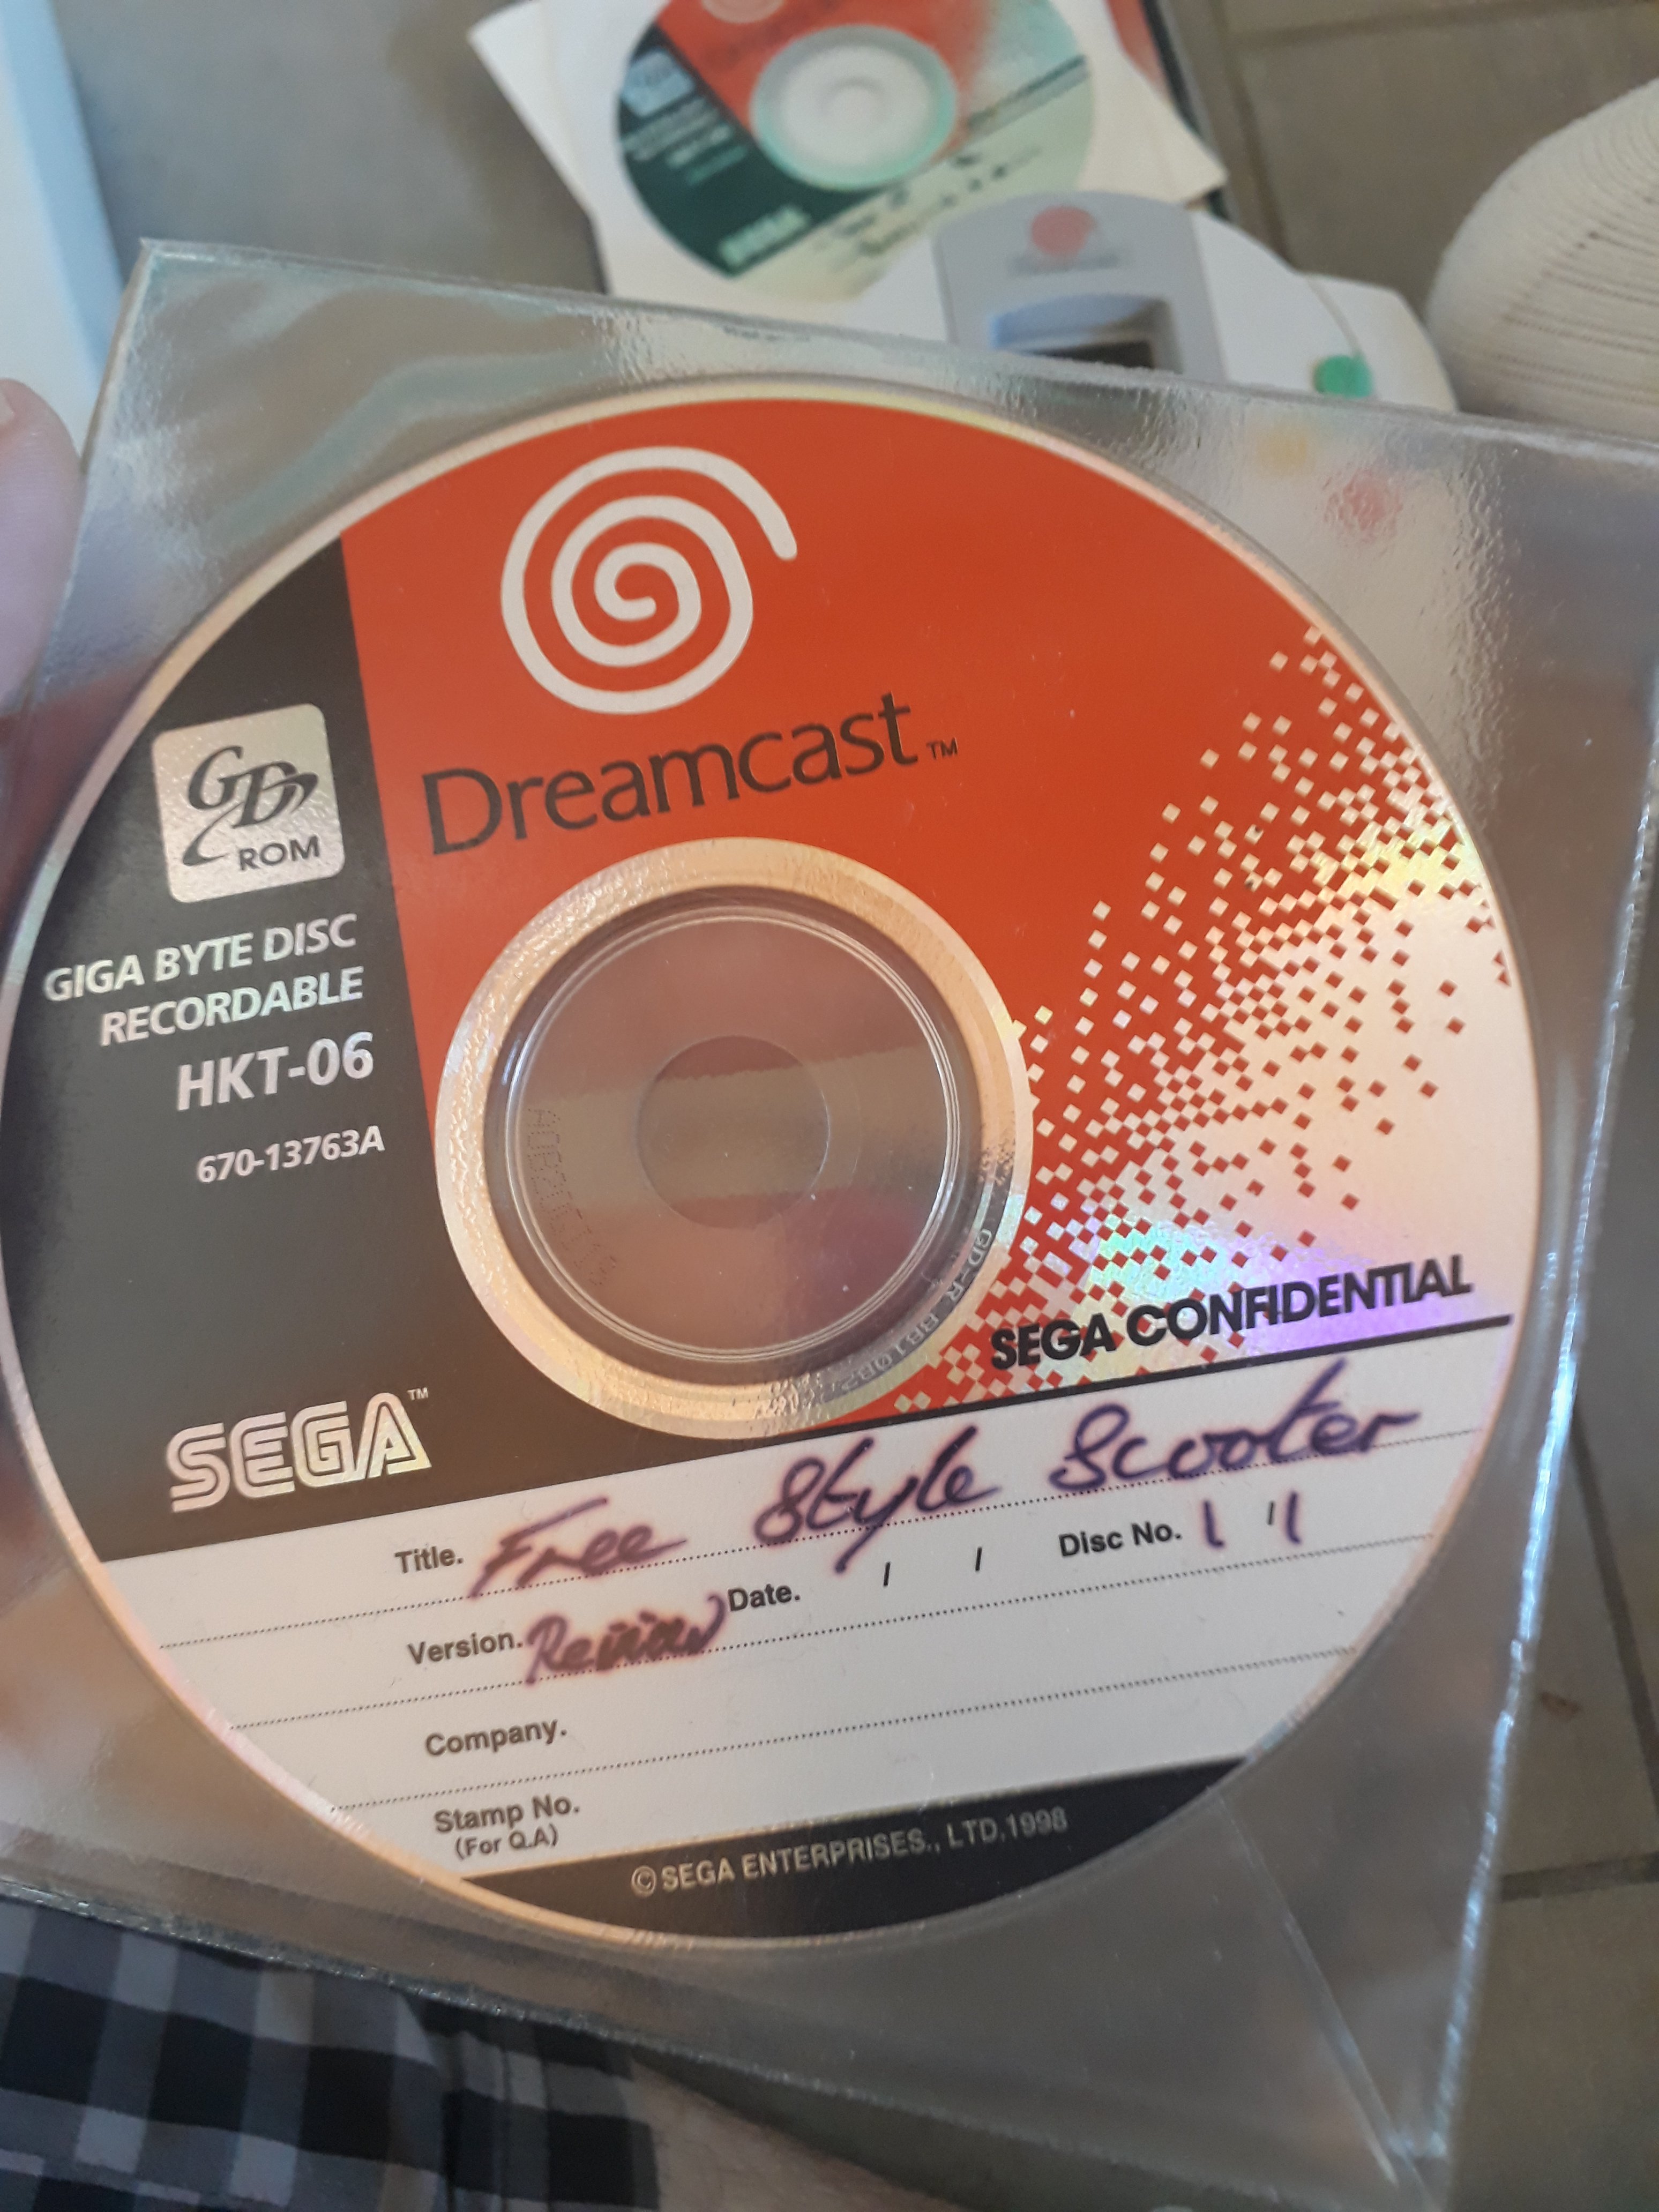 Dreamcast™
GD
ROM
GIGA BYTE DISC
RECORDABLE
HKT-06
670-13763A
SEGA CONFIDENTIAL
SEGA™
Title. Free Style Scooter
Version. Review Date. / / Disc No. 1 / 1
Company.
Stamp No.
(For Q.A)
©SEGA ENTERPRISES., LTD.1998